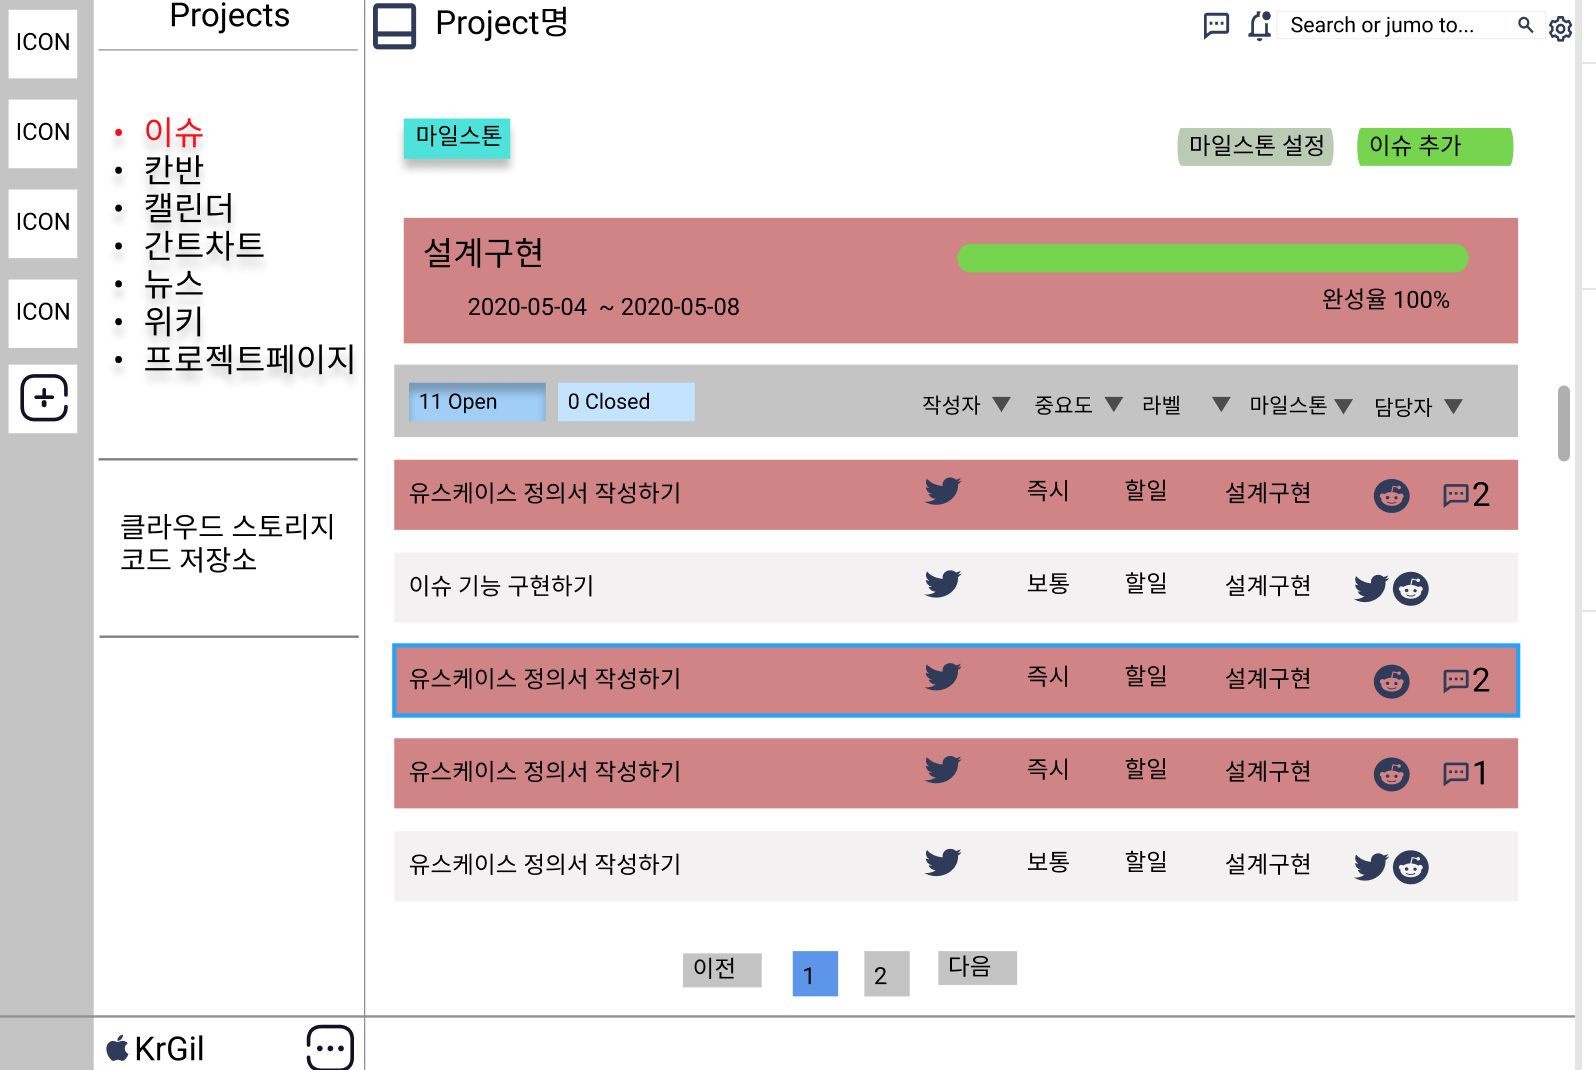 ICON
ICON
ICON
ICON
Projects
• 이슈
• 칸반
• 캘린더
• 간트차트
• 뉴스
• 위키
• 프로젝트페이지
클라우드 스토리지
코드 저장소
KrGil
Project명
Search or jumo to...
마일스톤
마일스톤 설정
이슈 추가
설계구현
2020-05-04 ~ 2020-05-08
완성율 100%
11 Open 0 Closed 작성자 중요도 라벨 마일스톤 담당자
유스케이스 정의서 작성하기 즉시 할일 설계구현 2
이슈 기능 구현하기 보통 할일 설계구현
유스케이스 정의서 작성하기 즉시 할일 설계구현 2
유스케이스 정의서 작성하기 즉시 할일 설계구현 1
유스케이스 정의서 작성하기 보통 할일 설계구현
이전 1 2 다음